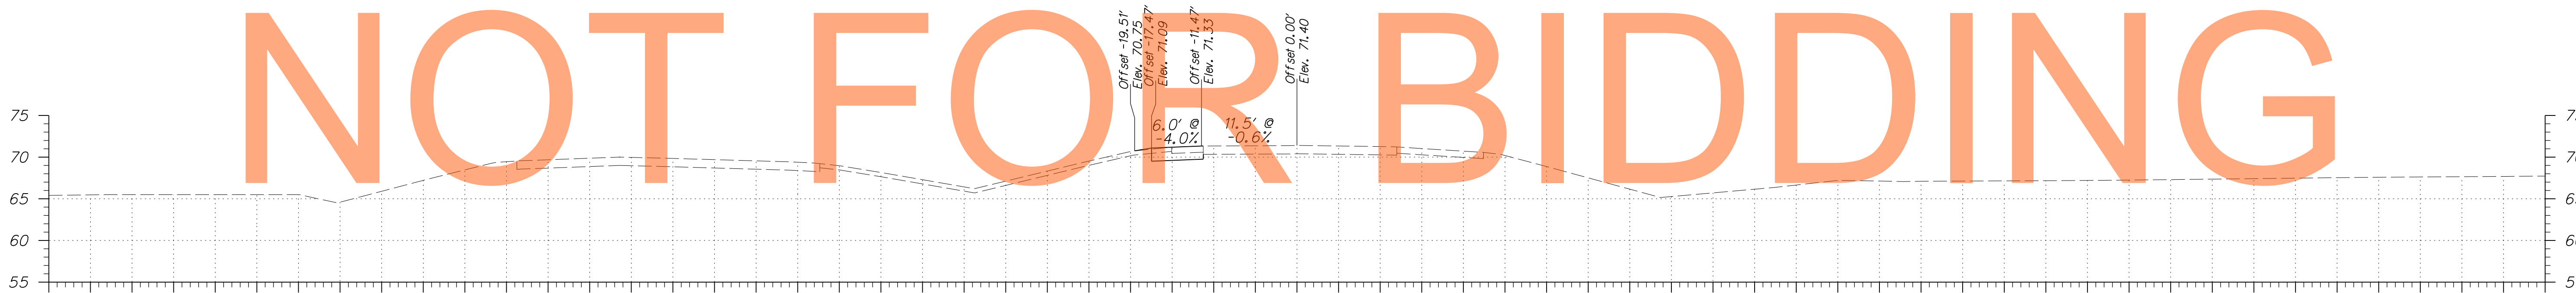 NOT FOR BIDDING
Offset -19.51'
Elev. 70.75
Offset -17.47'
Elev. 71.09
Offset -11.47'
Elev. 71.33
Offset 0.00'
Elev. 71.40
6.0' @
-4.0%
11.5' @
-0.6%
75
70
65
60
55